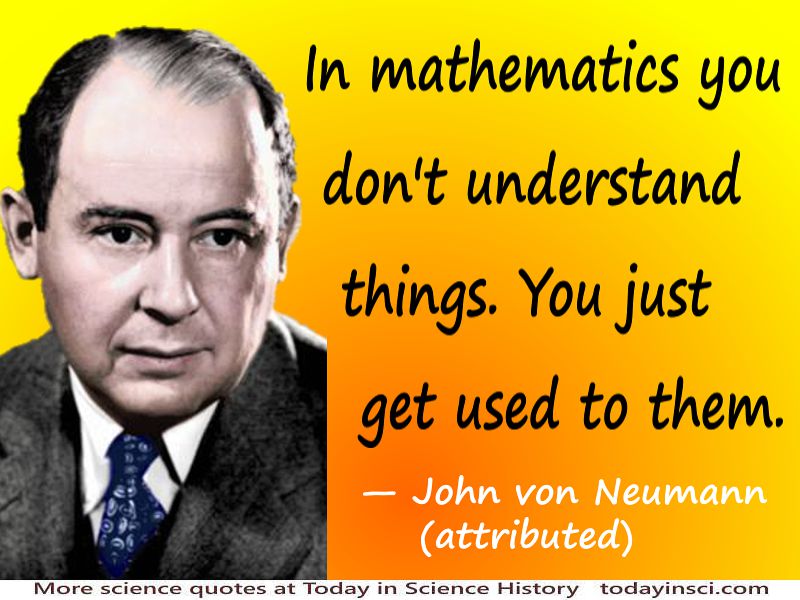 In mathematics you
don't understand
things. You just
get used to them.
— John von Neumann
(attributed)
More science quotes at Today in Science History todayinsci.com